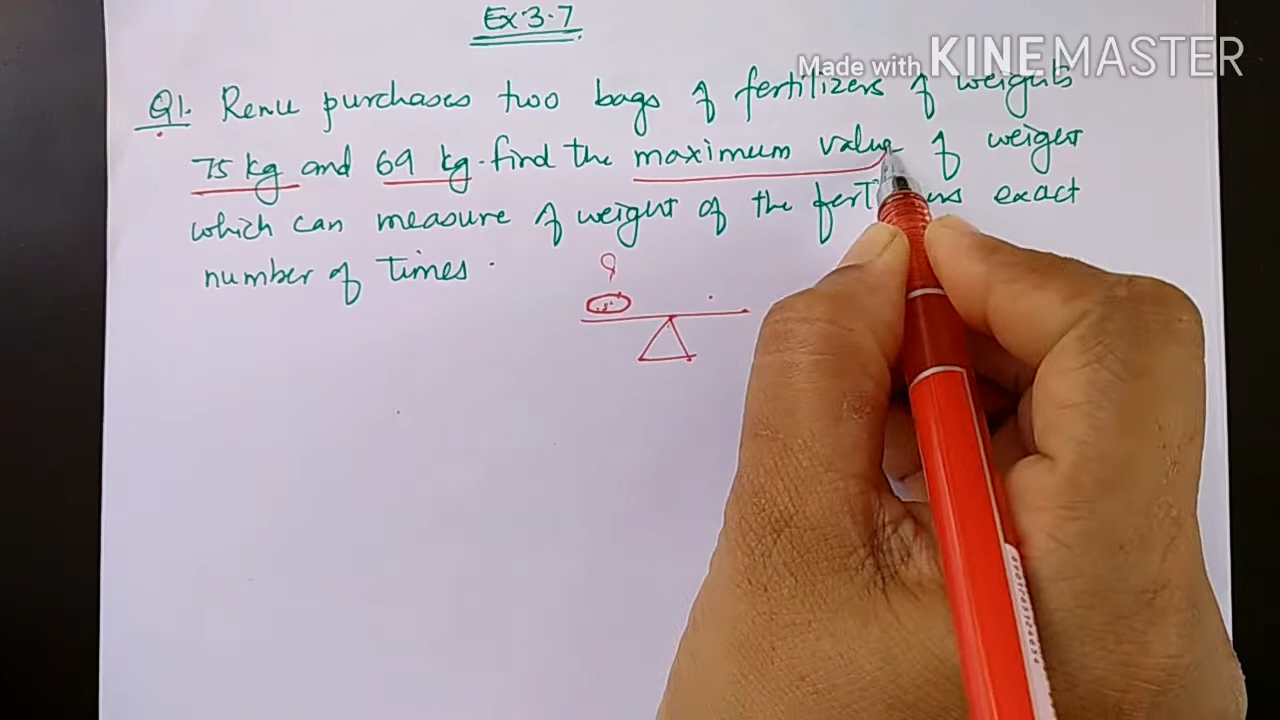 Ex 3.7
Made with KINEMASTER
Q1. Renu purchases two bags of fertilizers of weights
75 kg and 69 kg. find the maximum value of weight
which can measure of weight of the exact
number of times.